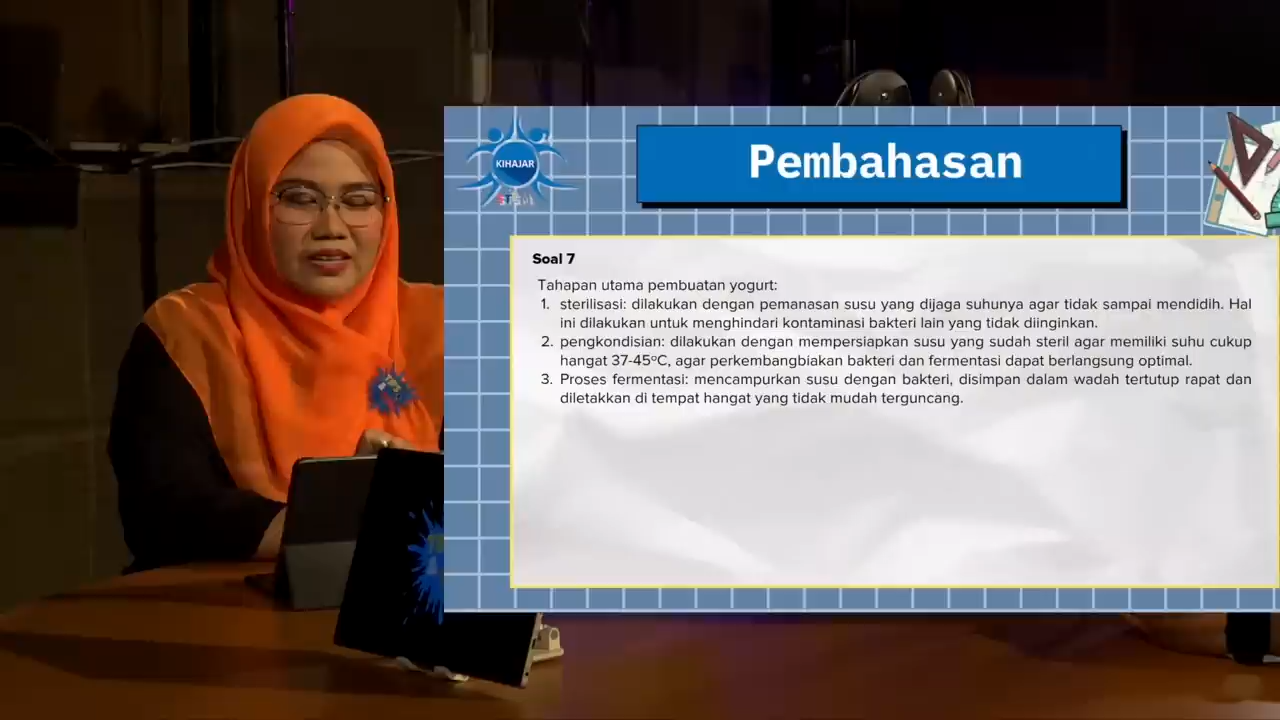 KIHAJAR
STEM
Pembahasan
Soal 7
Tahapan utama pembuatan yogurt:
1. sterilisasi: dilakukan dengan pemanasan susu yang dijaga suhunya agar tidak sampai mendidih. Hal
ini dilakukan untuk menghindari kontaminasi bakteri lain yang tidak diinginkan.
2. pengkondisian: dilakukan dengan mempersiapkan susu yang sudah steril agar memiliki suhu cukup
hangat 37-45°C, agar perkembangbiakan bakteri dan fermentasi dapat berlangsung optimal.
3. Proses fermentasi: mencampurkan susu dengan bakteri, disimpan dalam wadah tertutup rapat dan
diletakkan di tempat hangat yang tidak mudah terguncang.